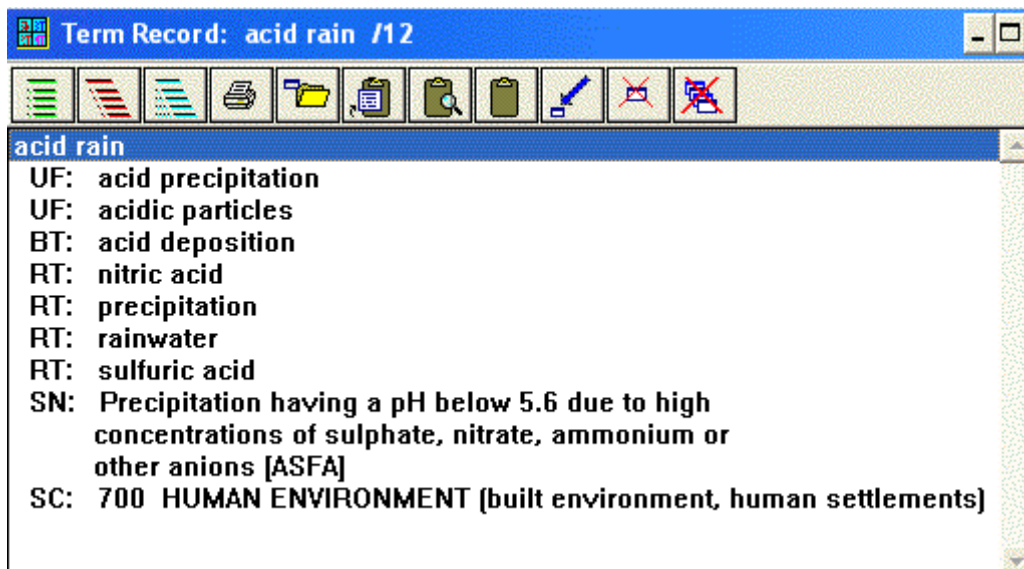 Term Record: acid rain /12
acid rain
UF: acid precipitation
UF: acidic particles
BT: acid deposition
RT: nitric acid
RT: precipitation
RT: rainwater
RT: sulfuric acid
SN: Precipitation having a pH below 5.6 due to high
concentrations of sulphate, nitrate, ammonium or
other anions [ASFA]
SC: 700 HUMAN ENVIRONMENT (built environment, human settlements)